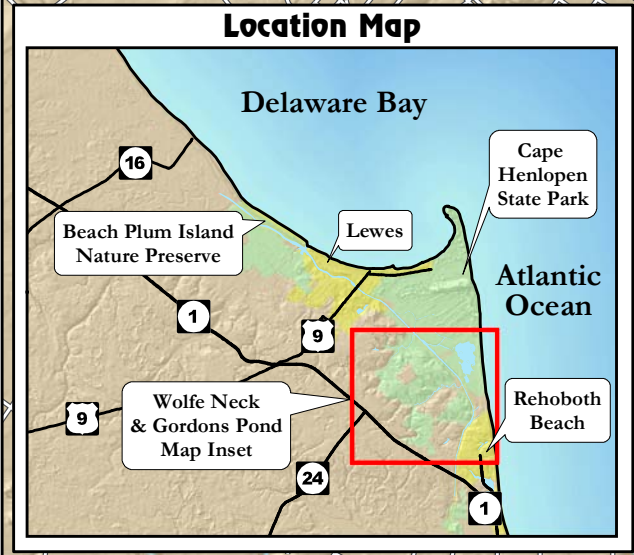 Location Map
Delaware Bay
16
Cape
Henlopen
State Park
Beach Plum Island
Nature Preserve
Lewes
Atlantic
Ocean
1
9
9
Wolfe Neck
& Gordons Pond
Map Inset
Rehoboth
Beach
24
1